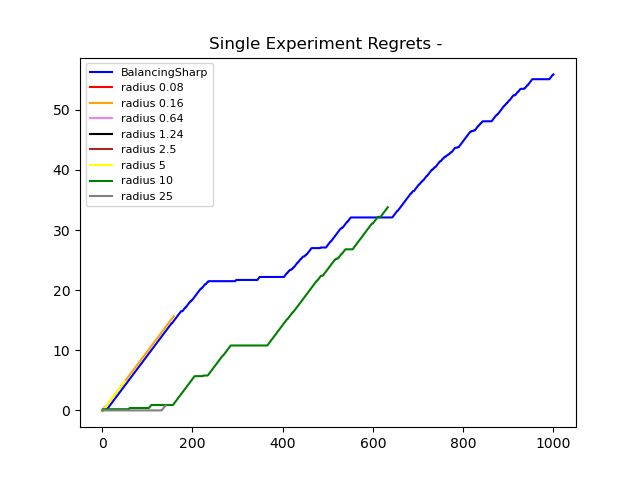 Single Experiment Regrets -
BalancingSharp
radius 0.08
radius 0.16
radius 0.64
radius 1.24
radius 2.5
radius 5
radius 10
radius 25
50
40
30
20
10
0
0 200 400 600 800 1000